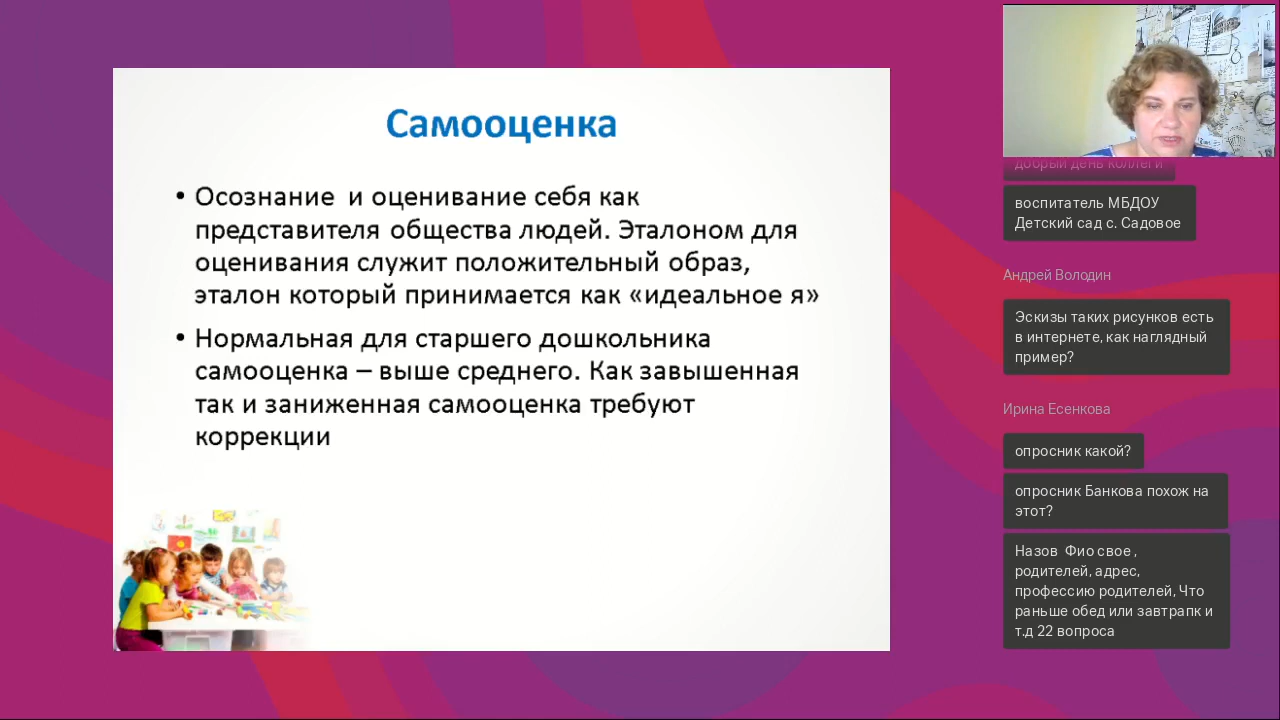 Самооценка
• Осознание и оценивание себя как
представителя общества людей. Эталоном для
оценивания служит положительный образ,
эталон который принимается как «идеальное я»
• Нормальная для старшего дошкольника
самооценка – выше среднего. Как завышенная
так и заниженная самооценка требуют
коррекции
добрый день коллеги
воспитатель МБДОУ
Детский сад с. Садовое
Андрей Володин
Эскизы таких рисунков есть
в интернете, как наглядный
пример?
Ирина Есенкова
опросник какой?
опросник Банкова похож на
этот?
Назов Фио свое ,
родителей, адрес,
профессию родителей, Что
раньше обед или завтрапк и
т.д 22 вопроса